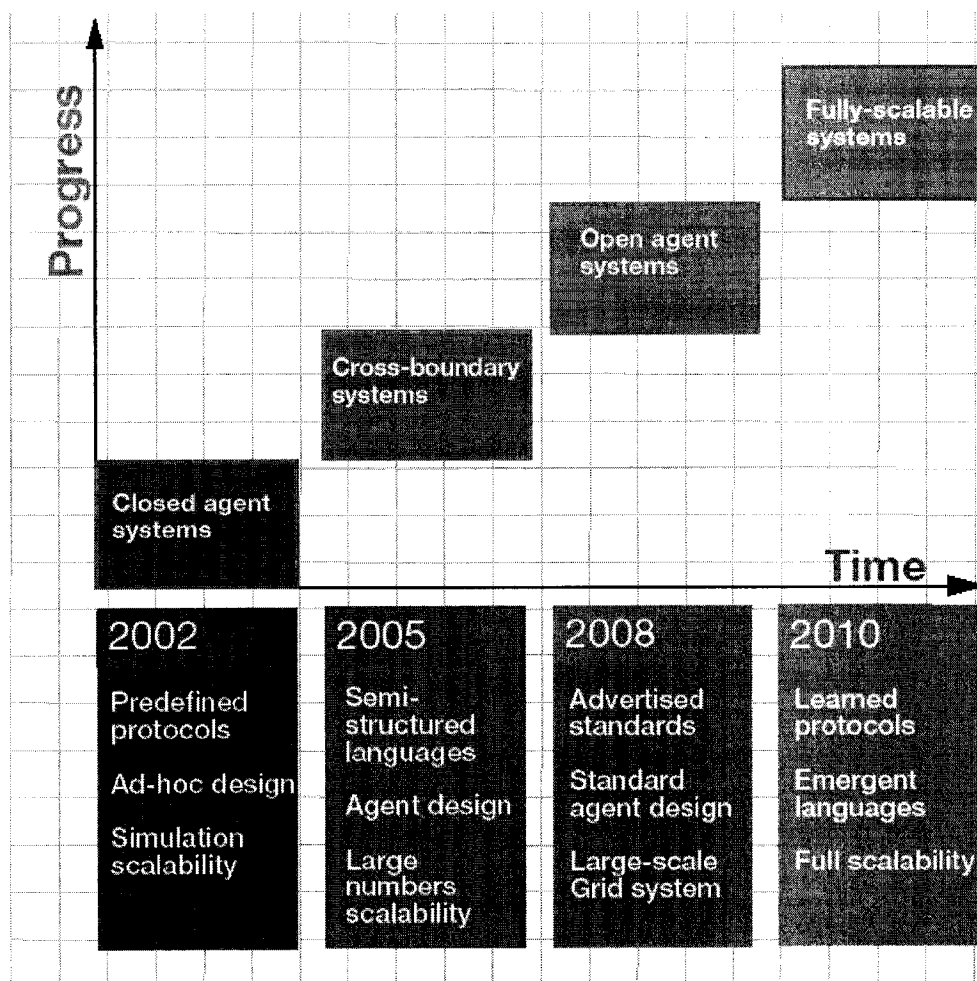 Progress
Fully-scalable
systems
Open agent
systems
Cross-boundary
systems
Closed agent
systems
Time
2002
Predefined
protocols
Ad-hoc design
Simulation
scalability
2005
Semi-
structured
languages
Agent design
Large
numbers
scalability
2008
Advertised
standards
Standard
agent design
Large-scale
Grid system
2010
Learned
protocols
Emergent
languages
Full scalability